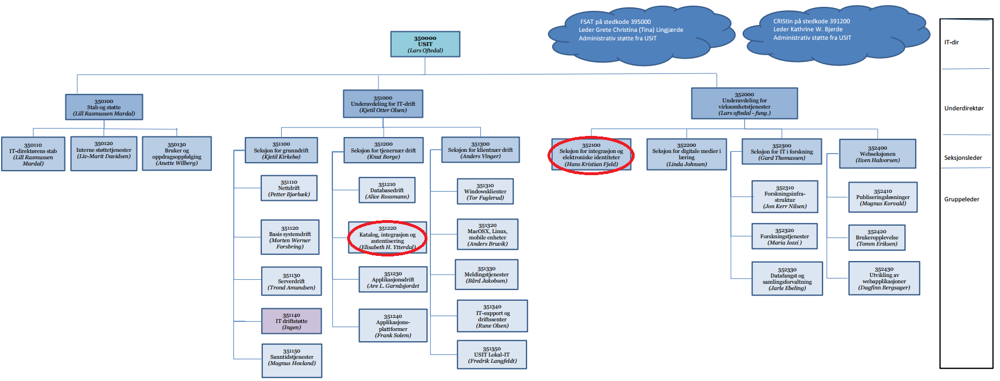 FSAT på stedkode 395000
Leder Grete Christina (Tina) Lingjærde
Administrativ støtte fra USIT
CRIStin på stedkode 391200
Leder Kathrine W. Bjerde
Administrativ støtte fra USIT
IT-dir
Underdirektør
Seksjonsleder
Gruppeleder
350000
USIT
(Lars Oftedal)
350100
Stab og støtte
(Lill Rasmussen Mardal)
351000
Underavdeling for IT-drift
(Kjetil Otter Olsen)
352000
Underavdeling for
virksomhetstjenester
(Lars oftedal - fung.)
350110
IT-direktørens stab
(Lill Rasmussen
Mardal)
350120
Interne støttetjenester
(Liv-Marit Davidsen)
350130
Bruker og
oppdragsoppfølging
(Anette Wilberg)
351100
Seksjon for grunndrift
(Kjetil Kirkebø)
351200
Seksjon for tjenernær drift
(Knut Borge)
351300
Seksjon for klientnær drift
(Anders Vinger)
352100
Seksjon for integrasjon og
elektroniske identiteter
(Hans Kristian Fjeld)
352200
Seksjon for digitale medier i
læring
(Linda Johnsen)
352300
Seksjon for IT i forskning
(Gard Thomassen)
352400
Webseksjonen
(Even Halvorsen)
351110
Nettdrift
(Petter Bjørbæk)
351120
Basis systemdrift
(Morten Werner
Forsbring)
351130
Serverdrift
(Trond Amundsen)
351140
IT driftstøtte
(Ingen)
351150
Sanntidstjenester
(Magnus Hovland)
351210
Databasedrift
(Alice Rossmann)
351220
Katalog, integrasjon og
autentisering
(Elisabeth H. Ytterdal)
351230
Applikasjonsdrift
(Are L. Garnåsjordet
351240
Applikasjons-
plattformer
(Frank Solem)
351310
Windowsklienter
(Tor Fuglerud)
351320
MacOSX, Linux,
mobile enheter
(Anders Bruvik)
351330
Meldingstjenester
(Bård Jakobsen)
351340
IT-support og
driftssenter
(Rune Olsen)
351350
USIT Lokal-IT
(Fredrik Langfeldt)
352310
Forskningsinfra-
struktur
(Jon Kerr Nilsen)
352320
Forskningstjenester
(Maria Iozzi )
352330
Datafangst og
samlingsforvaltning
(Jarle Ebeling)
352410
Publiseringsløsninger
(Magnus Korvald)
352420
Brukeropplevelse
(Tomm Eriksen)
352430
Utvikling av
webapplikasjoner
(Dagfinn Bergsager)